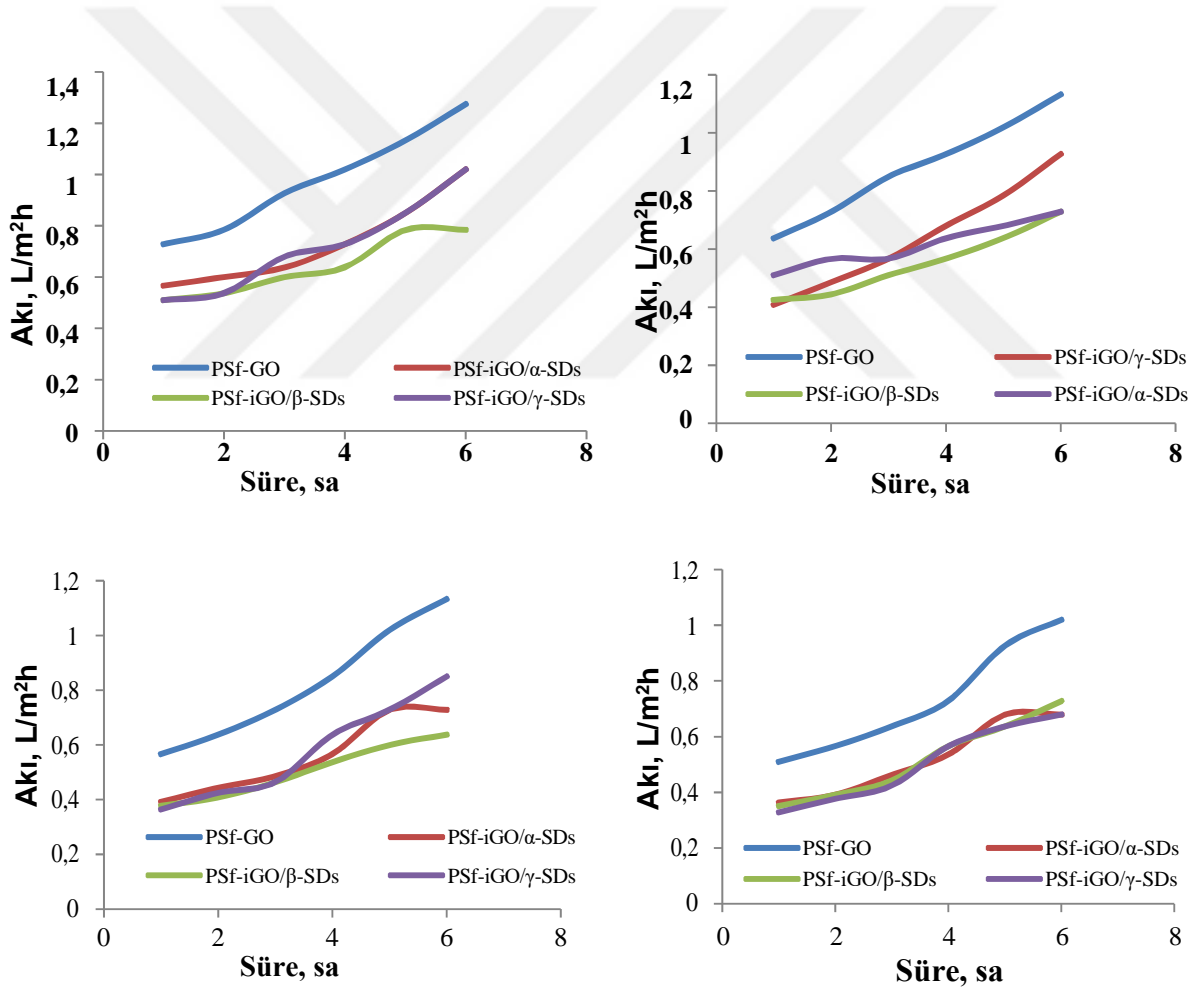 1,4
1,2
1
0,8
0,6
0,4
0,2
0
Akı, L/m²h
PSf-GO
PSf-iGO/α-SDs
PSf-iGO/β-SDs
PSf-iGO/γ-SDs
0 2 4 6 8
Süre, sa
1,2
1
0,8
0,6
0,4
0,2
0
Akı, L/m²h
PSf-GO
PSf-iGO/γ-SDs
PSf-iGO/β-SDs
PSf-iGO/α-SDs
0 2 4 6 8
Süre, sa
1,2
1
0,8
0,6
0,4
0,2
0
Akı, L/m²h
PSf-GO
PSf-iGO/α-SDs
PSf-iGO/β-SDs
PSf-iGO/γ-SDs
0 2 4 6 8
Süre, sa
1,2
1
0,8
0,6
0,4
0,2
0
Akı, L/m²h
PSf-GO
PSf-iGO/α-SDs
PSf-iGO/β-SDs
PSf-iGO/γ-SDs
0 2 4 6 8
Süre, sa